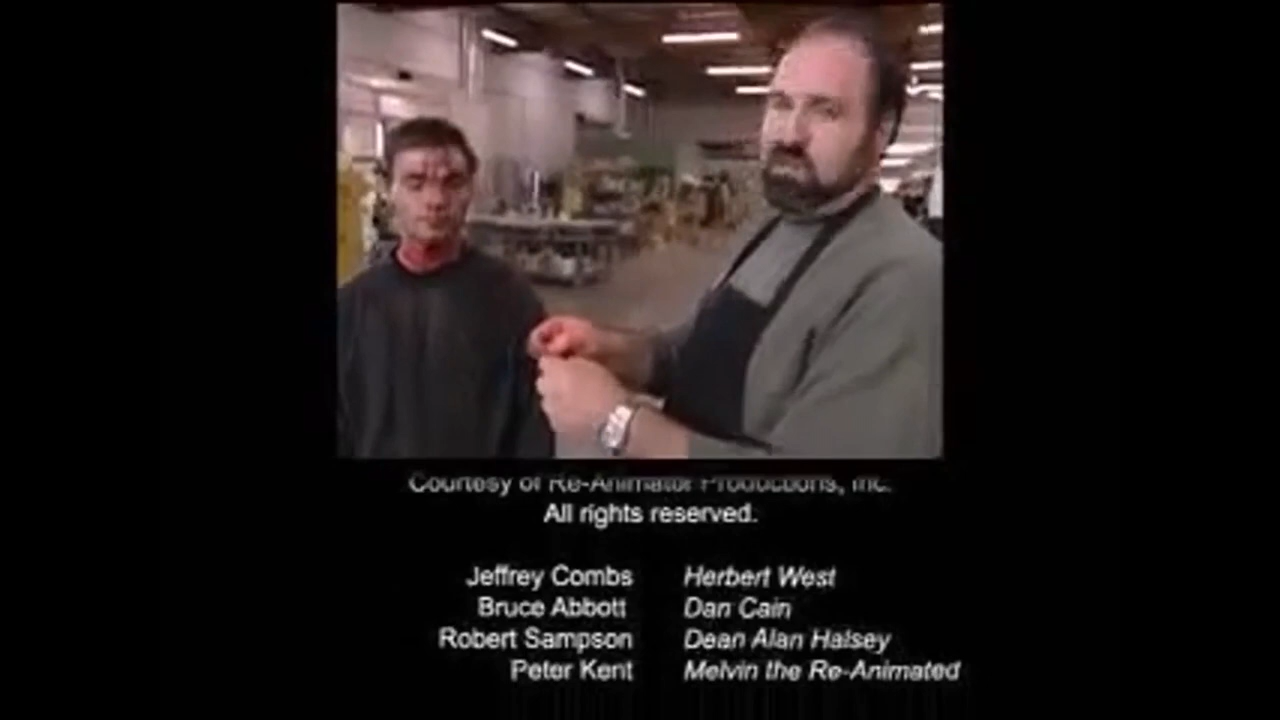 Courtesy of Re-Animator Productions, Inc.
All rights reserved.
Jeffrey Combs Herbert West
Bruce Abbott Dan Cain
Robert Sampson Dean Alan Halsey
Peter Kent Melvin the Re-Animated